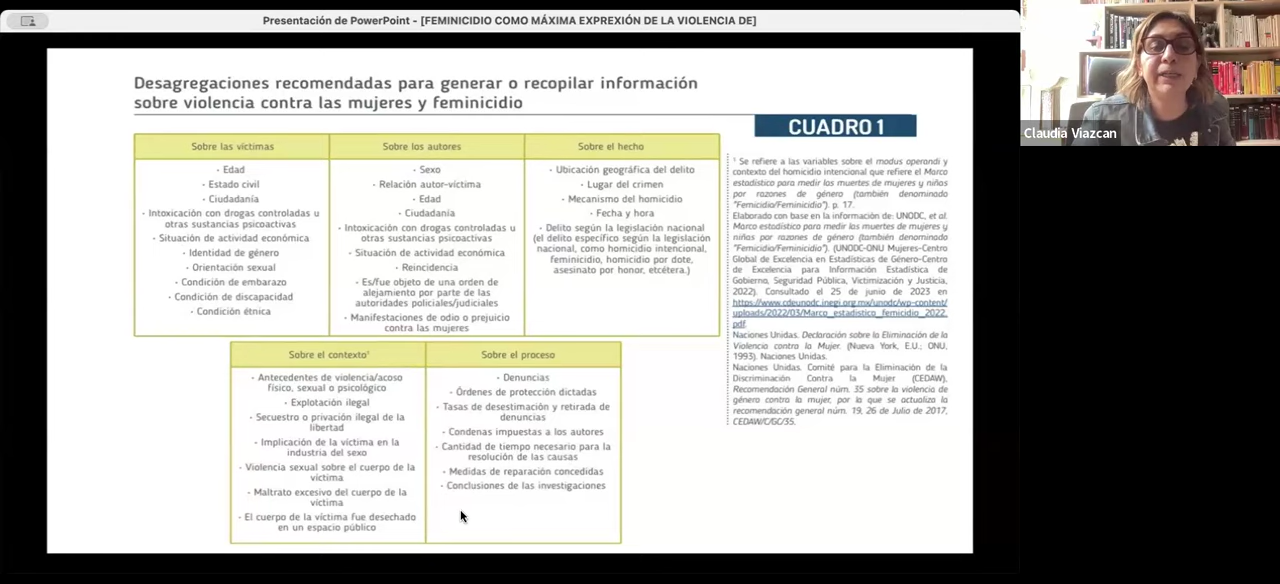 Presentación de PowerPoint - [FEMINICIDIO COMO MÁXIMA EXPREXIÓN DE LA VIOLENCIA DE]
Claudia Viazcan
Desagregaciones recomendadas para generar o recopilar información
sobre violencia contra las mujeres y feminicidio
CUADRO 1
Sobre las víctimas
· Edad
· Estado civil
· Ciudadanía
· Intoxicación con drogas controladas u
otras sustancias psicoactivas
· Situación de actividad económica
· Identidad de género
· Orientación sexual
· Condición de embarazo
· Condición de discapacidad
· Condición étnica
Sobre los autores
· Sexo
· Relación autor-víctima
· Edad
· Ciudadanía
· Intoxicación con drogas controladas u
otras sustancias psicoactivas
· Situación de actividad económica
· Reincidencia
· Es/fue objeto de una orden de
alejamiento por parte de las
autoridades policiales/judiciales
· Manifestaciones de odio o prejuicio
contra las mujeres
Sobre el hecho
· Ubicación geográfica del delito
· Lugar del crimen
· Mecanismo del homicidio
· Fecha y hora
· Delito según la legislación nacional
(el delito específico según la legislación
nacional, como homicidio intencional,
feminicidio, homicidio por dote,
asesinato por honor, etcétera.)
Sobre el contexto¹
· Antecedentes de violencia/acoso
físico, sexual o psicológico
· Explotación ilegal
· Secuestro o privación ilegal de la
libertad
· Implicación de la víctima en la
industria del sexo
· Violencia sexual sobre el cuerpo de la
víctima
· Maltrato excesivo del cuerpo de la
víctima
· El cuerpo de la víctima fue desechado
en un espacio público
Sobre el proceso
· Denuncias
· Órdenes de protección dictadas
· Tasas de desestimación y retirada de
denuncias
· Condenas impuestas a los autores
· Cantidad de tiempo necesario para la
resolución de las causas
· Medidas de reparación concedidas
· Conclusiones de las investigaciones
¹ Se refiere a las variables sobre el modus operandi y
contexto del homicidio intencional que refiere el Marco
estadístico para medir las muertes de mujeres y niñas
por razones de género (también denominado
"Femicidio/Feminicidio"). p. 17.
Elaborado con base en la información de: UNODC, et al.
Marco estadístico para medir las muertes de mujeres y
niñas por razones de género (también denominado
"Femicidio/Feminicidio"). (UNODC-ONU Mujeres-Centro
Global de Excelencia en Estadísticas de Género-Centro
de Excelencia para Información Estadística de
Gobierno, Seguridad Pública, Victimización y Justicia,
2022). Consultado el 25 de junio de 2023 en
https://www.cdeunodc.inegi.org.mx/unodc/wp-content/
uploads/2022/03/Marco_estadistico_femicidio_2022.
pdf.
Naciones Unidas. Declaración sobre la Eliminación de la
Violencia contra la Mujer. (Nueva York, E.U.; ONU,
1993). Naciones Unidas.
Naciones Unidas. Comité para la Eliminación de la
Discriminación Contra la Mujer (CEDAW),
Recomendación General núm. 35 sobre la violencia de
género contra la mujer, por la que se actualiza la
recomendación general núm. 19, 26 de Julio de 2017,
CEDAW/C/GC/35.